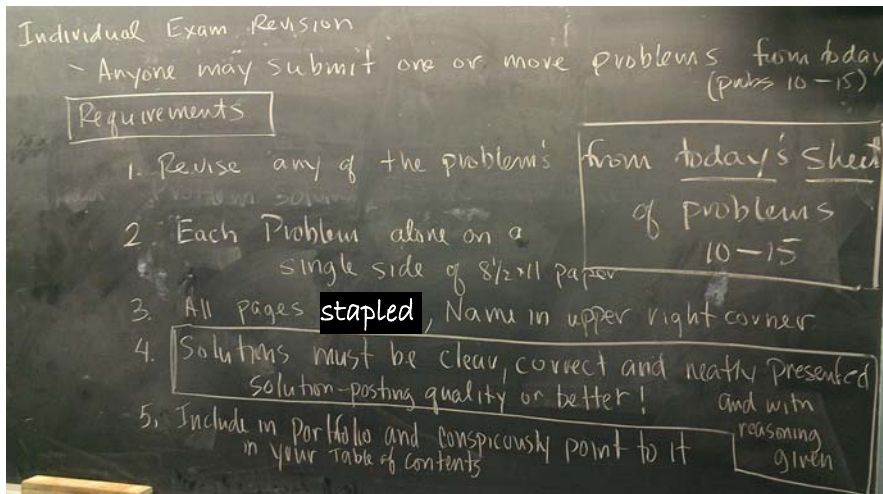 Individual Exam Revision
~ Anyone may submit one or more problems from today
(probs 10-15)
Requirements
1. Revise any of the problem's
from today's sheet
of problems
10-15
2. Each Problem alone on a
single side of 8 1/2 x 11 paper
3. All pages stapled, Name in upper right corner
4. Solutions must be clear, correct and neatly presented
solution-posting quality or better!
and with
reasoning
given
5. Include in Portfolio and conspicously point to it
in your Table of Contents